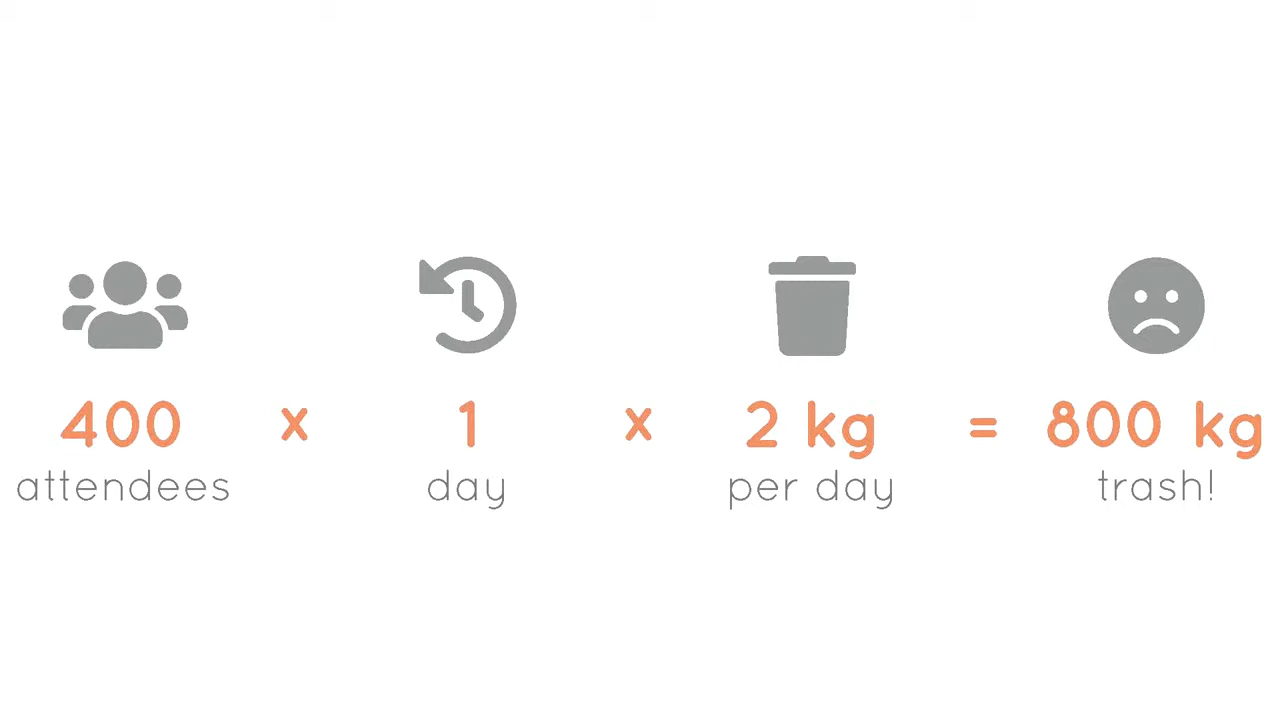 400 x 1 x 2 kg = 800 kg
attendees day per day trash!